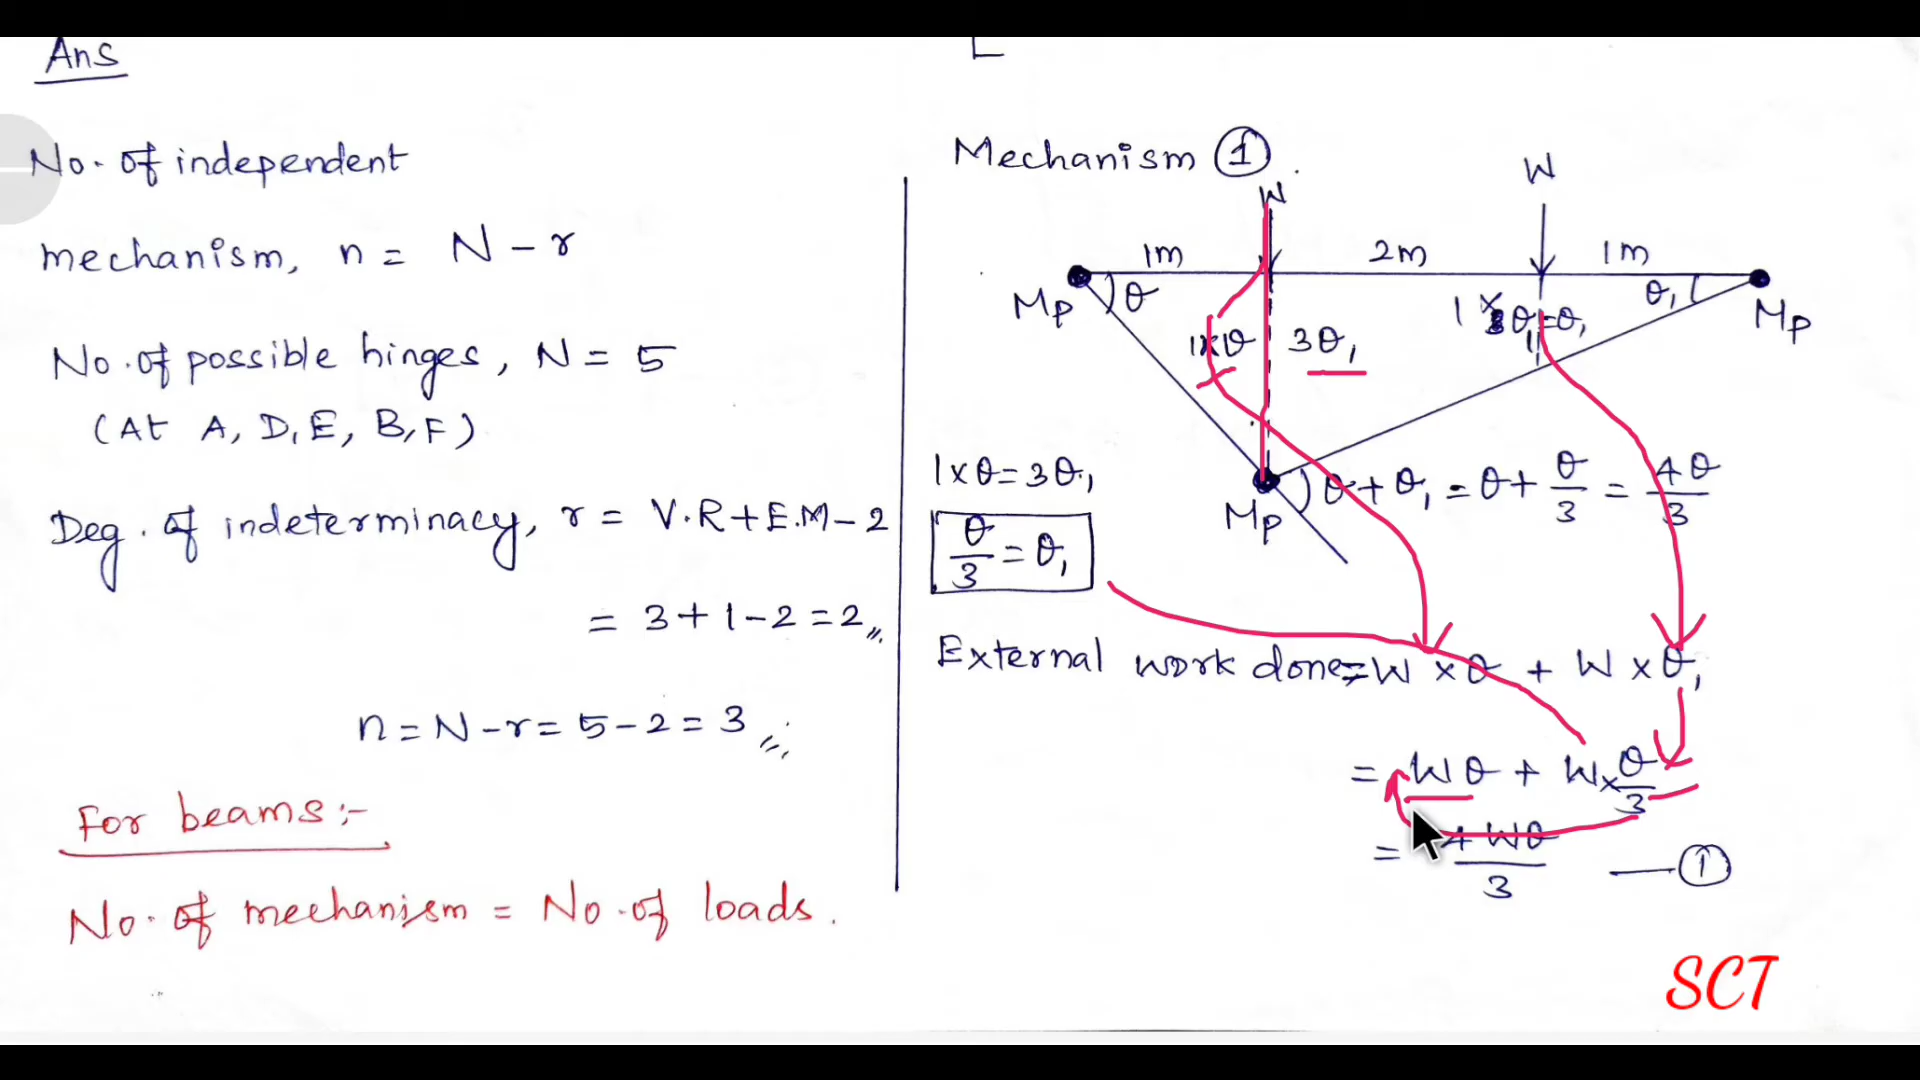 Ans
No. of independent
mechanism, n = N - r
No. of possible hinges, N = 5
(At A, D, E, B, F)
Deg. of indeterminacy, r = V.R + E.M - 2
= 3 + 1 - 2 = 2
n = N - r = 5 - 2 = 3
For beams :-
No. of mechanism = No. of loads.
Mechanism ①
W
W
1m
2m
1m
Mp
θ
θ₁
Mp
1×θ
3θ₁
θ₁ = θ₁
1×θ = 3θ₁
θ/3 = θ₁
Mp
θ + θ₁ = θ + θ/3 = 4θ/3
External work done = W × θ + W × θ₁
= Wθ + W × θ/3
= 4Wθ/3 — ①
SCT